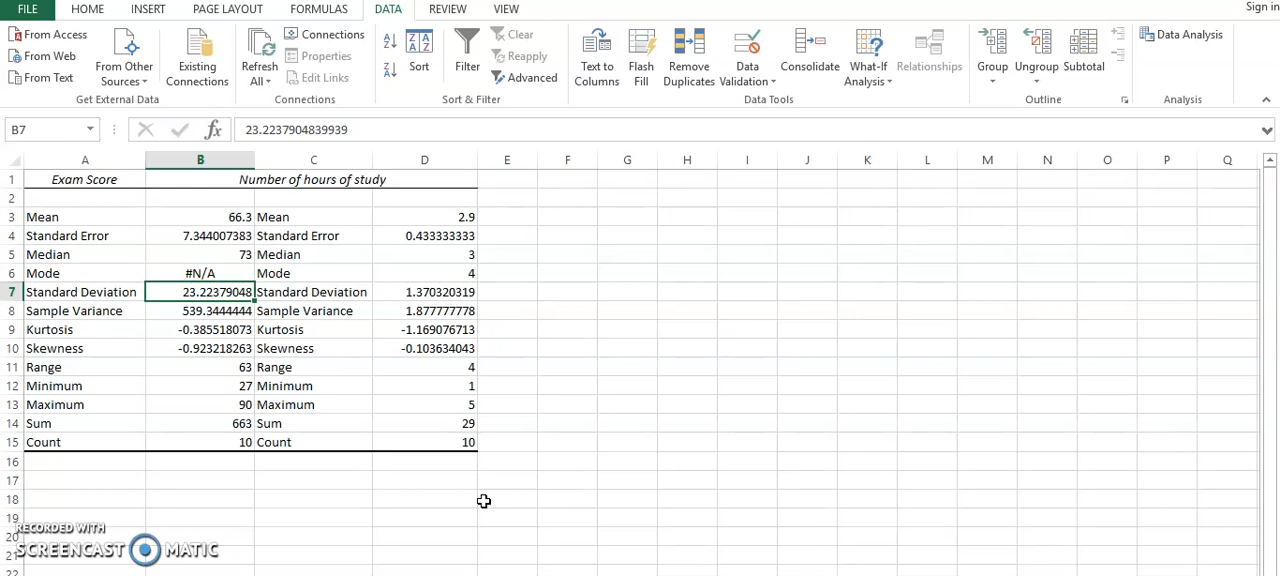 FILE HOME INSERT PAGE LAYOUT FORMULAS DATA REVIEW VIEW Sign in
From Access
From Web
From Text
From Other Sources
Existing Connections
Get External Data
Refresh All
Connections
Properties
Edit Links
Connections
Sort
Filter
Clear
Reapply
Advanced
Sort & Filter
Text to Columns
Flash Fill
Remove Duplicates
Data Validation
Consolidate
What-If Analysis
Relationships
Data Tools
Group
Ungroup
Subtotal
Outline
Data Analysis
Analysis
B7 fx 23.2237904839939
A B C D E F G H I J K L M N O P Q
1 Exam Score Number of hours of study
2
3 Mean 66.3 Mean 2.9
4 Standard Error 7.344007383 Standard Error 0.433333333
5 Median 73 Median 3
6 Mode #N/A Mode 4
7 Standard Deviation 23.22379048 Standard Deviation 1.370320319
8 Sample Variance 539.3444444 Sample Variance 1.877777778
9 Kurtosis -0.385518073 Kurtosis -1.169076713
10 Skewness -0.923218263 Skewness -0.103634043
11 Range 63 Range 4
12 Minimum 27 Minimum 1
13 Maximum 90 Maximum 5
14 Sum 663 Sum 29
15 Count 10 Count 10
16
17
18
19
RECORDED WITH
20
SCREENCAST MATIC
21
22